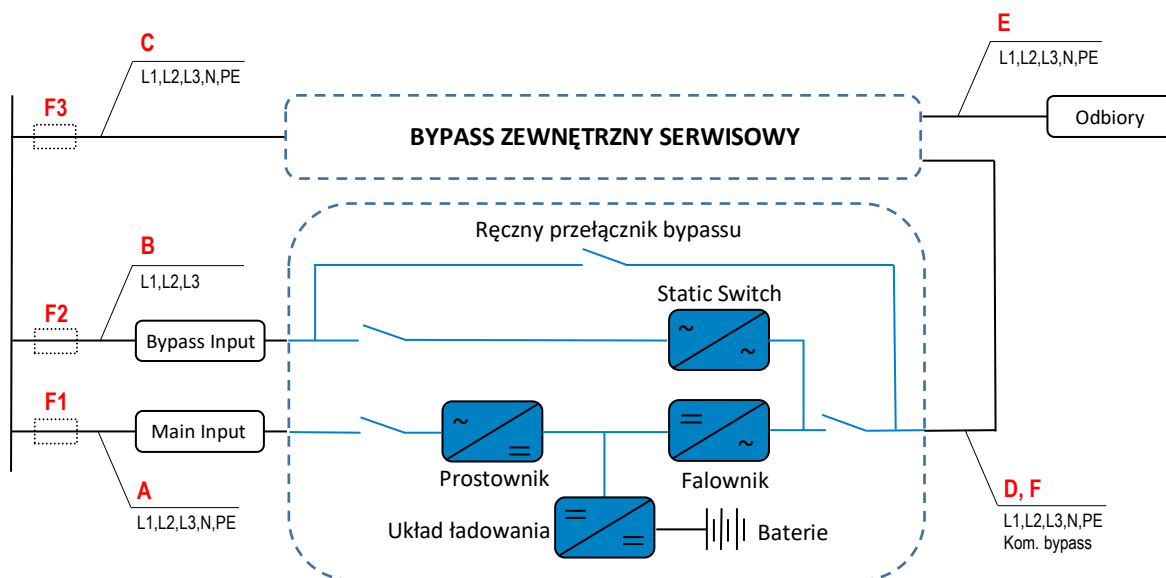 C
L1,L2,L3,N,PE
E
L1,L2,L3,N,PE
F3
BYPASS ZEWNĘTRZNY SERWISOWY
Odbiory
B
L1,L2,L3
Ręczny przełącznik bypassu
F2
Bypass Input
Static Switch
~
~
F1
Main Input
~
=
Prostownik
=
~
Falownik
A
L1,L2,L3,N,PE
Układ ładowania
=
=
Baterie
D, F
L1,L2,L3,N,PE
Kom. bypass